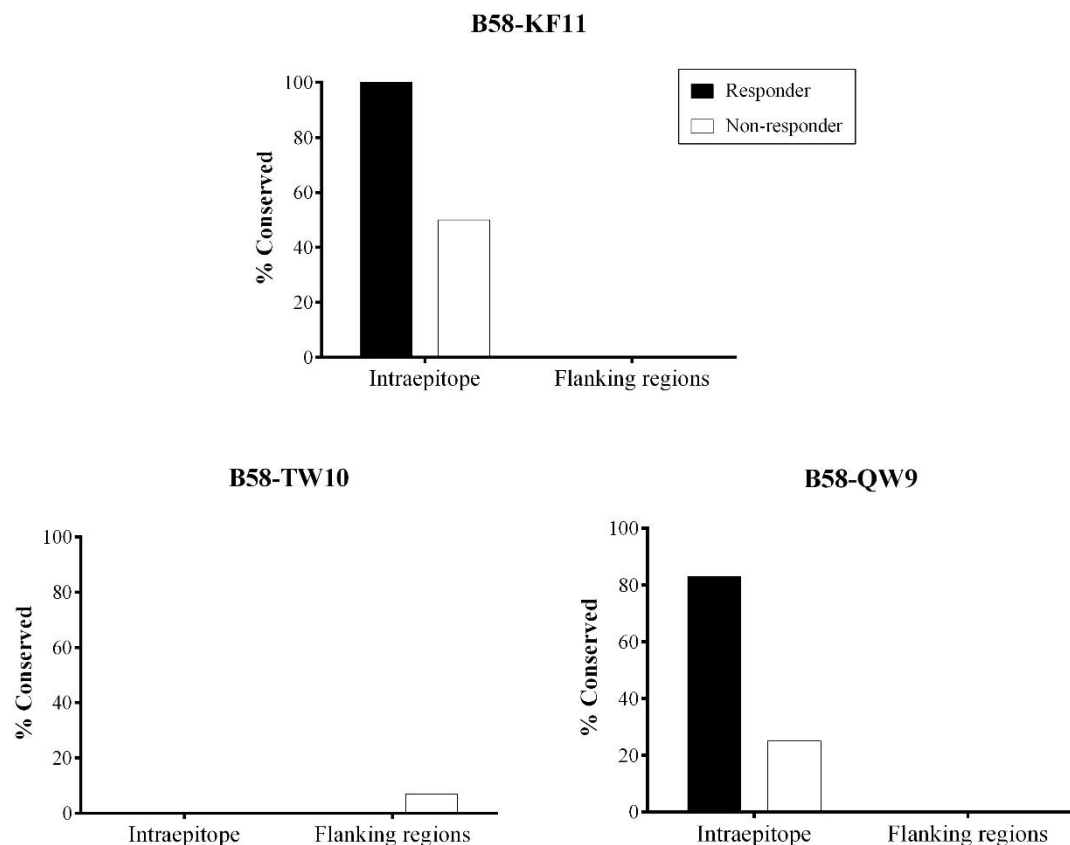 B58-KF11
Responder
Non-responder
% Conserved
100
80
60
40
20
0
Intraepitope Flanking regions
B58-TW10
% Conserved
100
80
60
40
20
0
Intraepitope Flanking regions
B58-QW9
% Conserved
100
80
60
40
20
0
Intraepitope Flanking regions